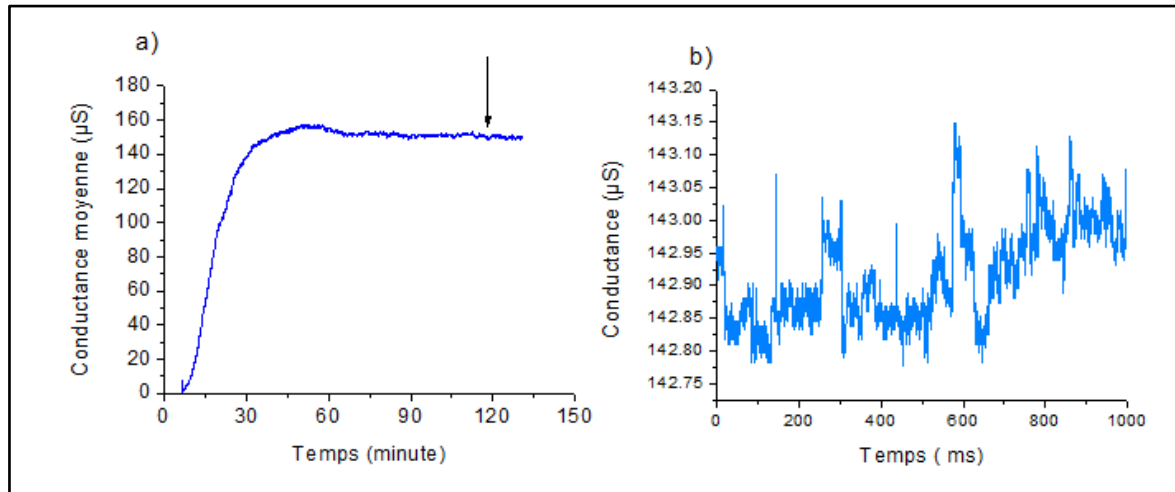 a)
Conductance moyenne (µS)
180
160
140
120
100
80
60
40
20
0
0 30 60 90 120 150
Temps (minute)
b)
Conductance (µS)
143.20
143.15
143.10
143.05
143.00
142.95
142.90
142.85
142.80
142.75
0 200 400 600 800 1000
Temps ( ms)